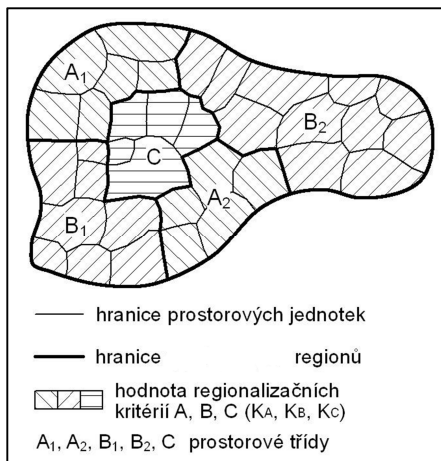 A1
B2
C
A2
B1
hranice prostorových jednotek
hranice regionů
hodnota regionalizačních
kritérií A, B, C (KA, KB, KC)
A1, A2, B1, B2, C prostorové třídy